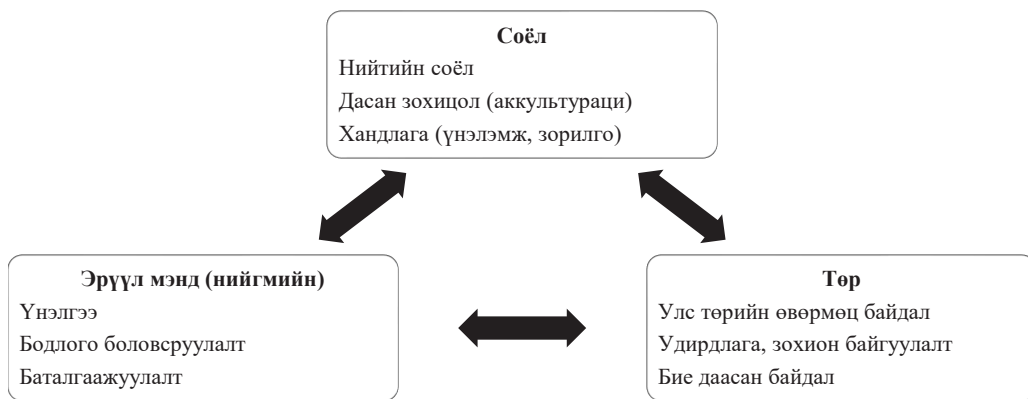 Соёл
Нийтийн соёл
Дасан зохицол (аккультураци)
Хандлага (үнэлэмж, зорилго)
Эрүүл мэнд (нийгмийн)
Үнэлгээ
Бодлого боловсруулалт
Баталгаажуулалт
Төр
Улс төрийн өвөрмөц байдал
Удирдлага, зохион байгуулалт
Бие даасан байдал